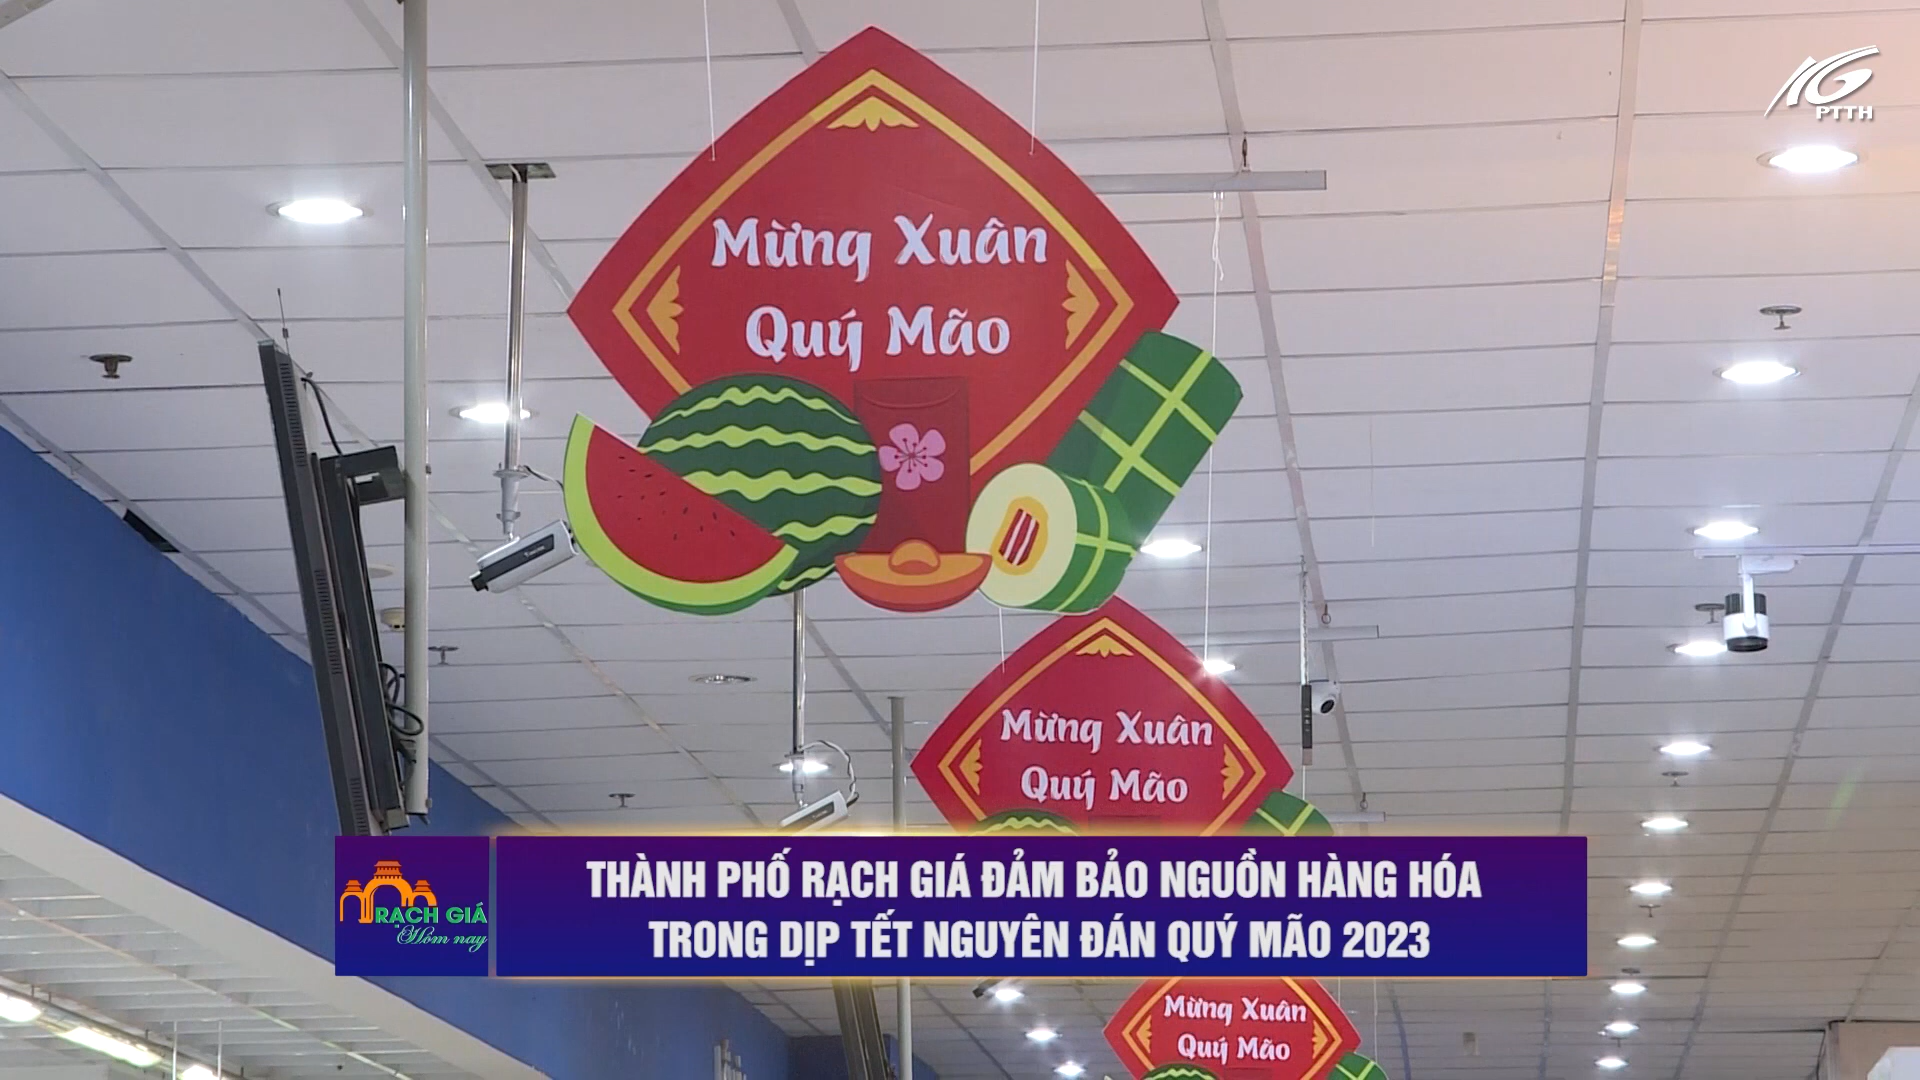 KG
PTTH
Mừng Xuân
Quý Mão
Mừng Xuân
Quý Mão
RẠCH GIÁ
Hôm nay
THÀNH PHỐ RẠCH GIÁ ĐẢM BẢO NGUỒN HÀNG HÓA
TRONG DỊP TẾT NGUYÊN ĐÁN QUÝ MÃO 2023
Mừng Xuân
Quý Mão